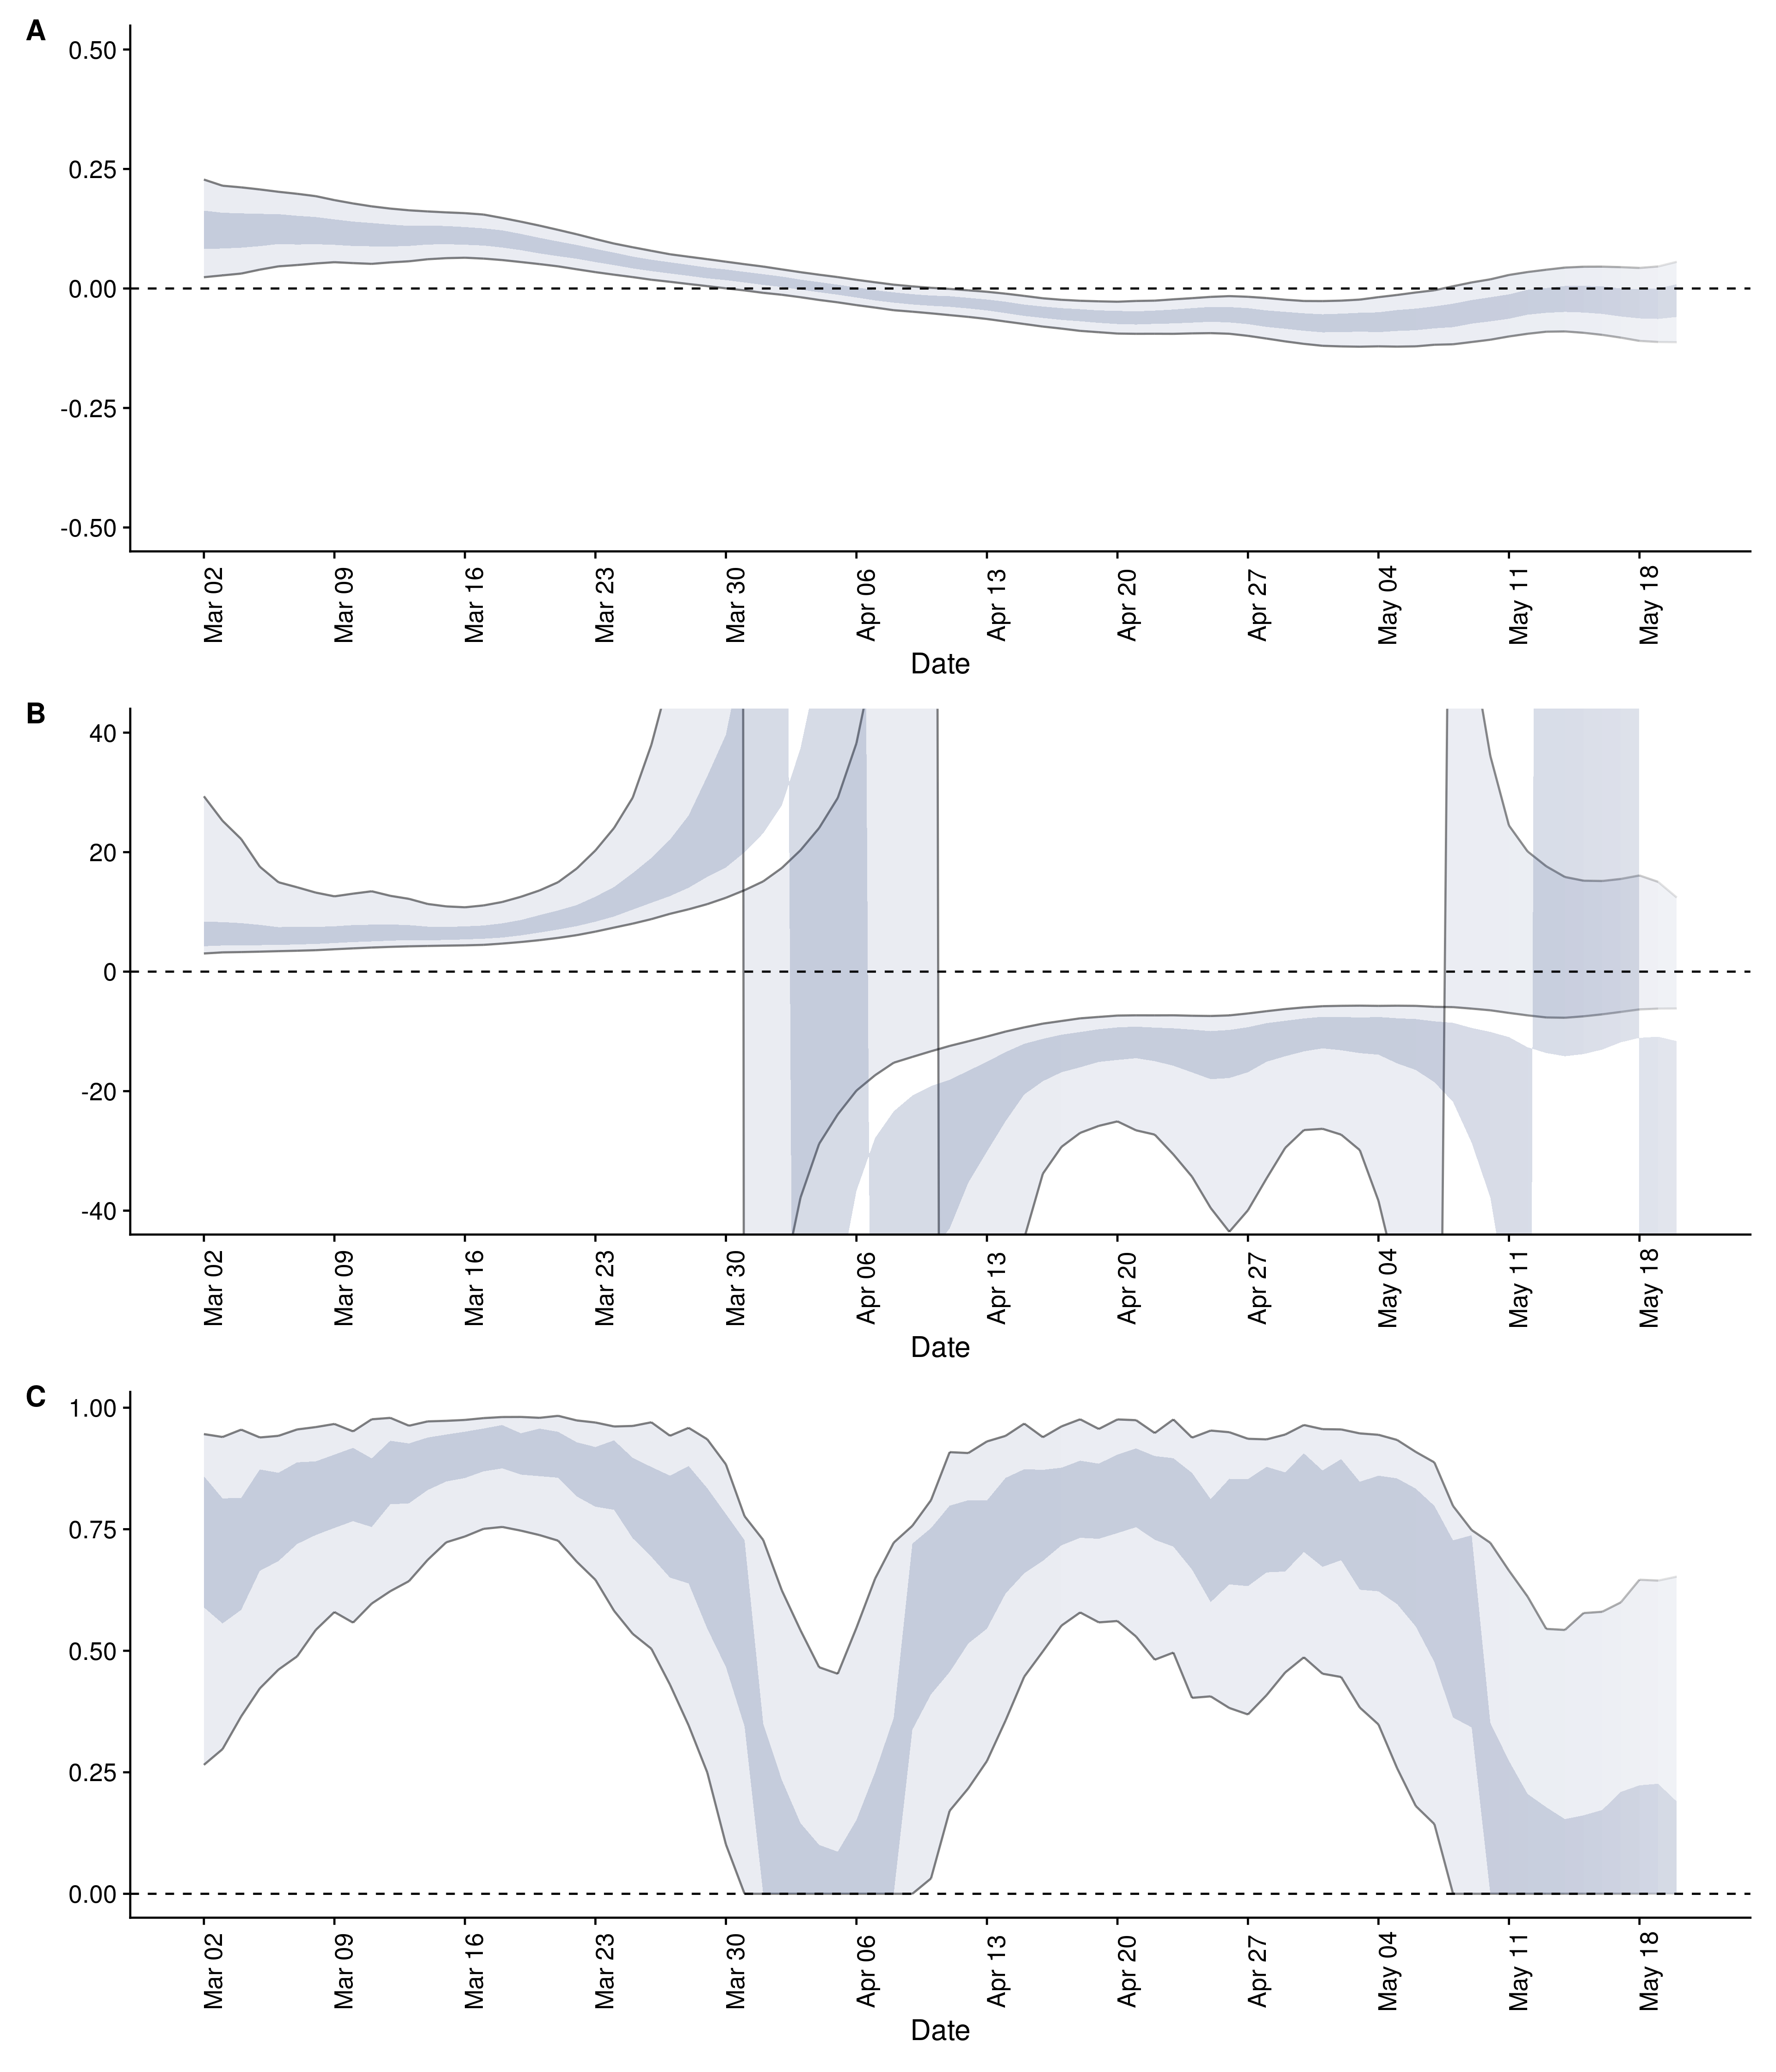 A
0.50
0.25
0.00
-0.25
-0.50
Mar 02
Mar 09
Mar 16
Mar 23
Mar 30
Apr 06
Apr 13
Apr 20
Apr 27
May 04
May 11
May 18
Date
B
40
20
0
-20
-40
Mar 02
Mar 09
Mar 16
Mar 23
Mar 30
Apr 06
Apr 13
Apr 20
Apr 27
May 04
May 11
May 18
Date
C
1.00
0.75
0.50
0.25
0.00
Mar 02
Mar 09
Mar 16
Mar 23
Mar 30
Apr 06
Apr 13
Apr 20
Apr 27
May 04
May 11
May 18
Date